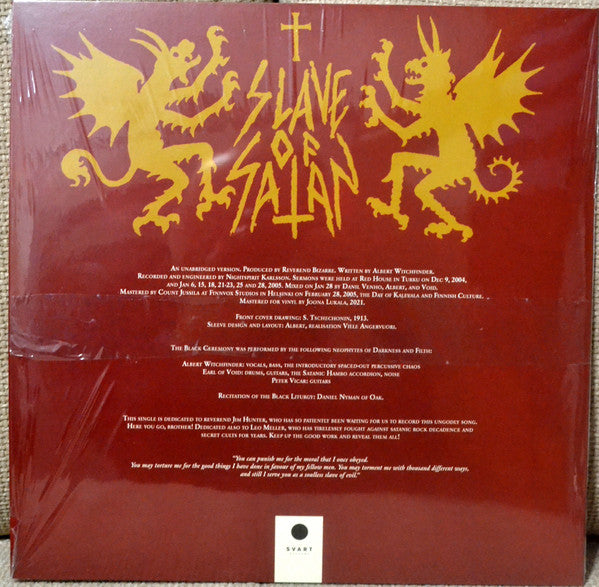 SLAVE
OF
SATAN
An unabridged version. Produced by Reverend Bizarre. Written by Albert Witchfinder.
Recorded and engineered by Nightspirit Karlsson. Sermons were held at Red House in Turku on Dec 9, 2004,
and Jan 6, 15, 18, 21-23, 25 and 28, 2005. Mixed on Jan 28 by Danil Venho, Albert, and Void.
Mastered by Count Jussila at Finnvox Studios in Helsinki on February 28, 2005, the Day of Kalevala and Finnish Culture.
Mastered for vinyl by Joona Lukala, 2021.
Front cover drawing: S. Tschechonin, 1913.
Sleeve design and layout: Albert, realisation Ville Angervuori.
The Black Ceremony was performed by the following neophytes of Darkness and Filth:
Albert Witchfinder: vocals, bass, the introductory spaced-out percussive chaos
Earl of Void: drums, guitars, the Satanic Hambo accordion, noise
Peter Vicar: guitars
Recitation of the Black Liturgy: Daniel Nyman of Oak.
This single is dedicated to Reverend Jim Hunter, who has so patiently been waiting for us to record this ungodly song.
Here you go, brother! Dedicated also to Leo Meller, who has tirelessly fought against satanic rock decadence and
secret cults for years. Keep up the good work and reveal them all!
"You can punish me for the moral that I once obeyed.
You may torture me for the good things I have done in favour of my fellow men. You may torment me with thousand different ways,
and still I serve you as a soulless slave of evil."
SVART